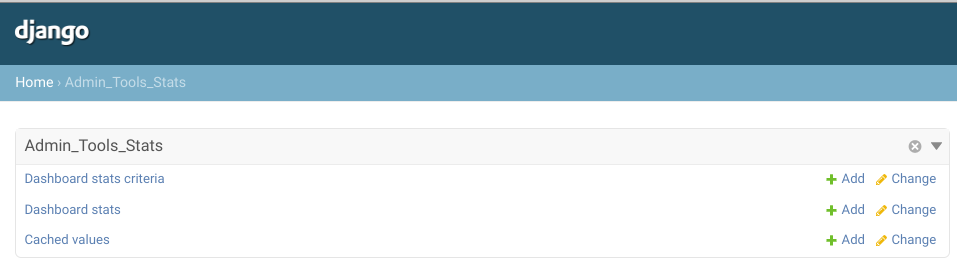 django
Home › Admin_Tools_Stats
Admin_Tools_Stats
Dashboard stats criteria Add Change
Dashboard stats Add Change
Cached values Add Change